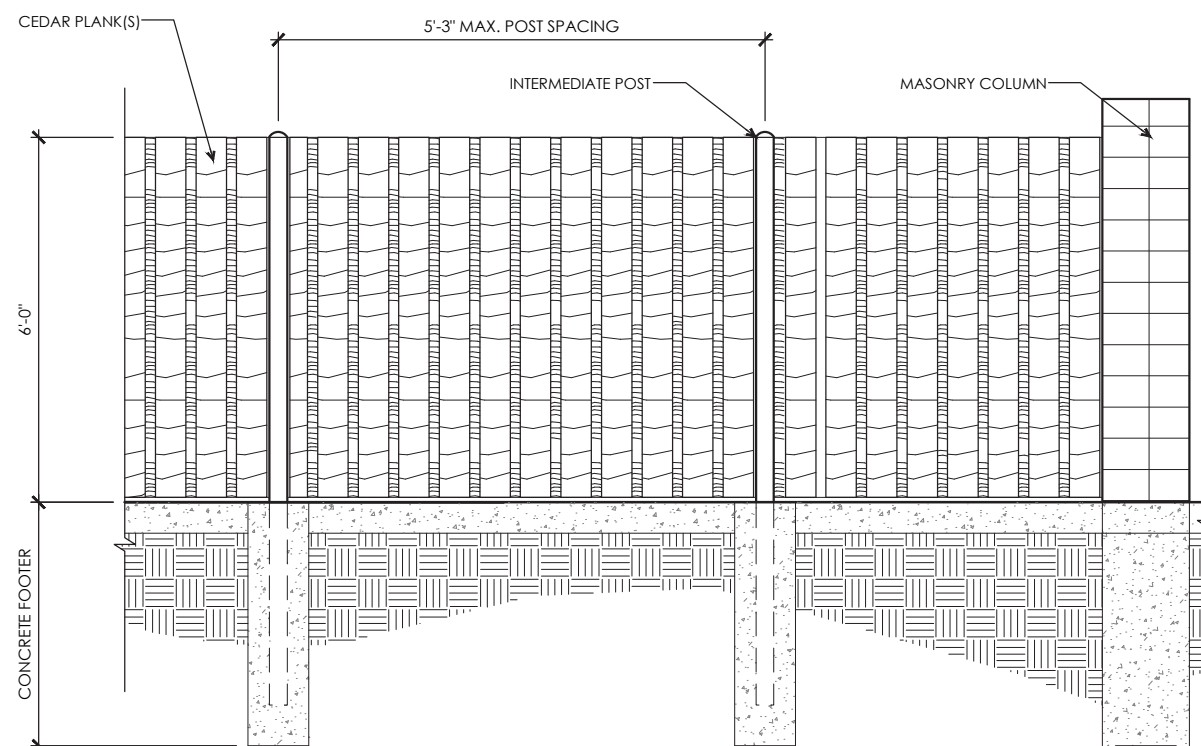 CEDAR PLANK(S)
5'-3" MAX. POST SPACING
INTERMEDIATE POST
MASONRY COLUMN
6'-0"
CONCRETE FOOTER